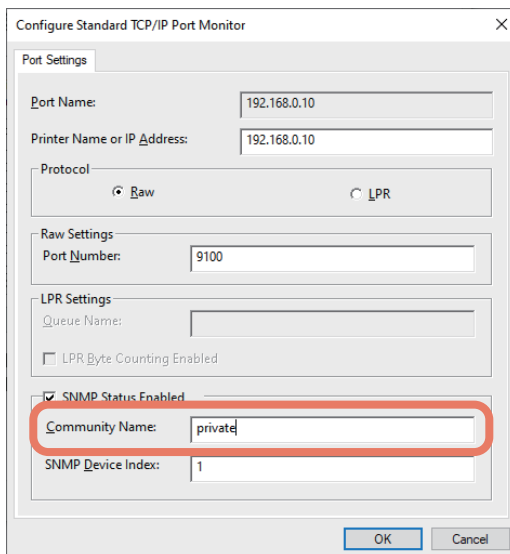 Configure Standard TCP/IP Port Monitor
Port Settings
Port Name: 192.168.0.10
Printer Name or IP Address: 192.168.0.10
Protocol
Raw LPR
Raw Settings
Port Number: 9100
LPR Settings
Queue Name:
LPR Byte Counting Enabled
SNMP Status Enabled
Community Name: private
SNMP Device Index: 1
OK Cancel